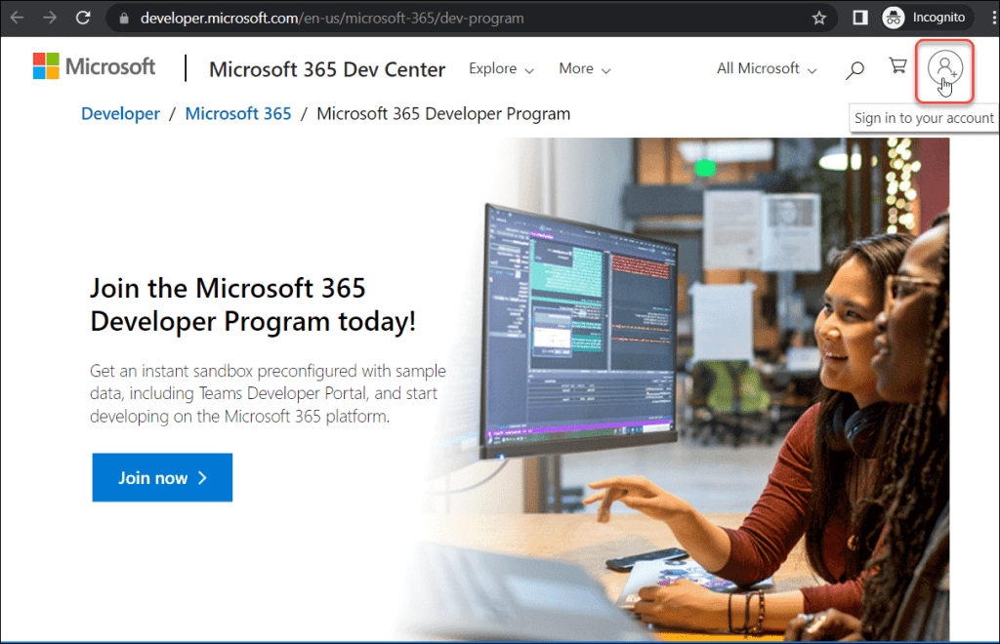 developer.microsoft.com/en-us/microsoft-365/dev-program
Incognito
Microsoft
Microsoft 365 Dev Center
Explore
More
All Microsoft
Developer / Microsoft 365 / Microsoft 365 Developer Program
Sign in to your account
Join the Microsoft 365
Developer Program today!
Get an instant sandbox preconfigured with sample
data, including Teams Developer Portal, and start
developing on the Microsoft 365 platform.
Join now